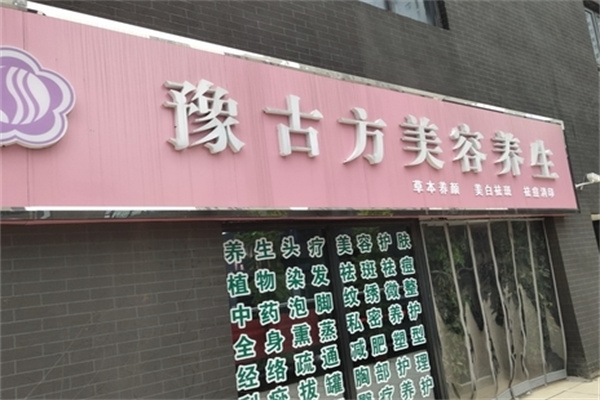 豫古方美容养生
草本养颜 美白祛斑 祛痘消印
养生头疗
植物染发
中药泡脚
全身熏蒸
经络疏通
美容护肤
祛斑祛痘
纹绣微整
私密养护
减肥塑型
胸部护理